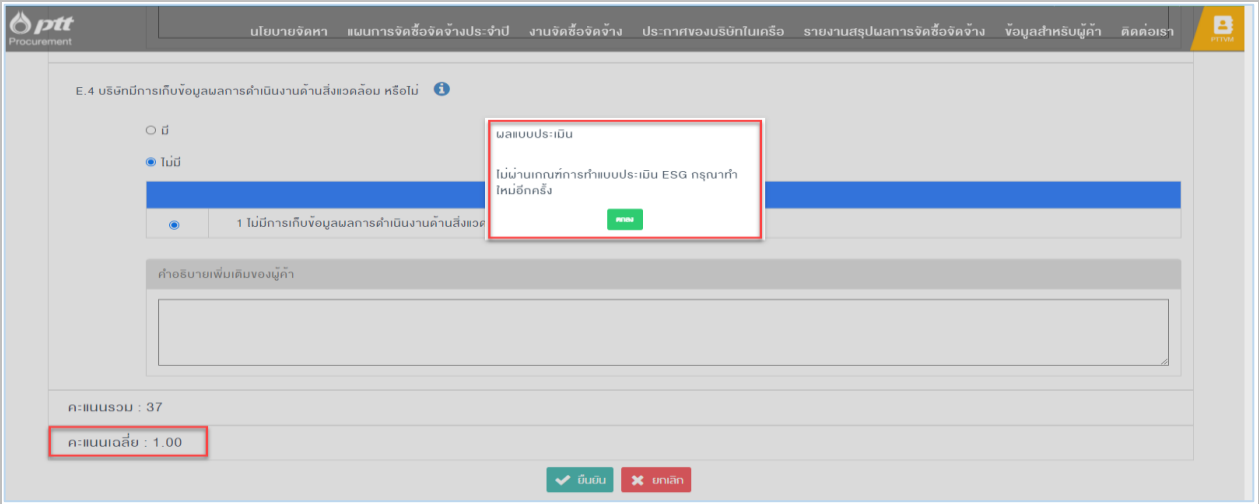 ptt
Procurement
นโยบายจัดหา แผนการจัดซื้อจัดจ้างประจำปี งานจัดซื้อจัดจ้าง ประกาศของบริษัทในเครือ รายงานสรุปผลการจัดซื้อจัดจ้าง ข้อมูลสำหรับผู้ค้า ติดต่อเรา
PTTVM
E.4 บริษัทมีการเก็บข้อมูลผลการดำเนินงานด้านสิ่งแวดล้อม หรือไม่
มี
ไม่มี
ผลแบบประเมิน
ไม่ผ่านเกณฑ์การทำแบบประเมิน ESG กรุณาทำ
ใหม่อีกครั้ง
ตกลง
1 ไม่มีการเก็บข้อมูลผลการดำเนินงานด้านสิ่งแวด
คำอธิบายเพิ่มเติมของผู้ค้า
คะแนนรวม : 37
คะแนนเฉลี่ย : 1.00
ยืนยัน ยกเลิก